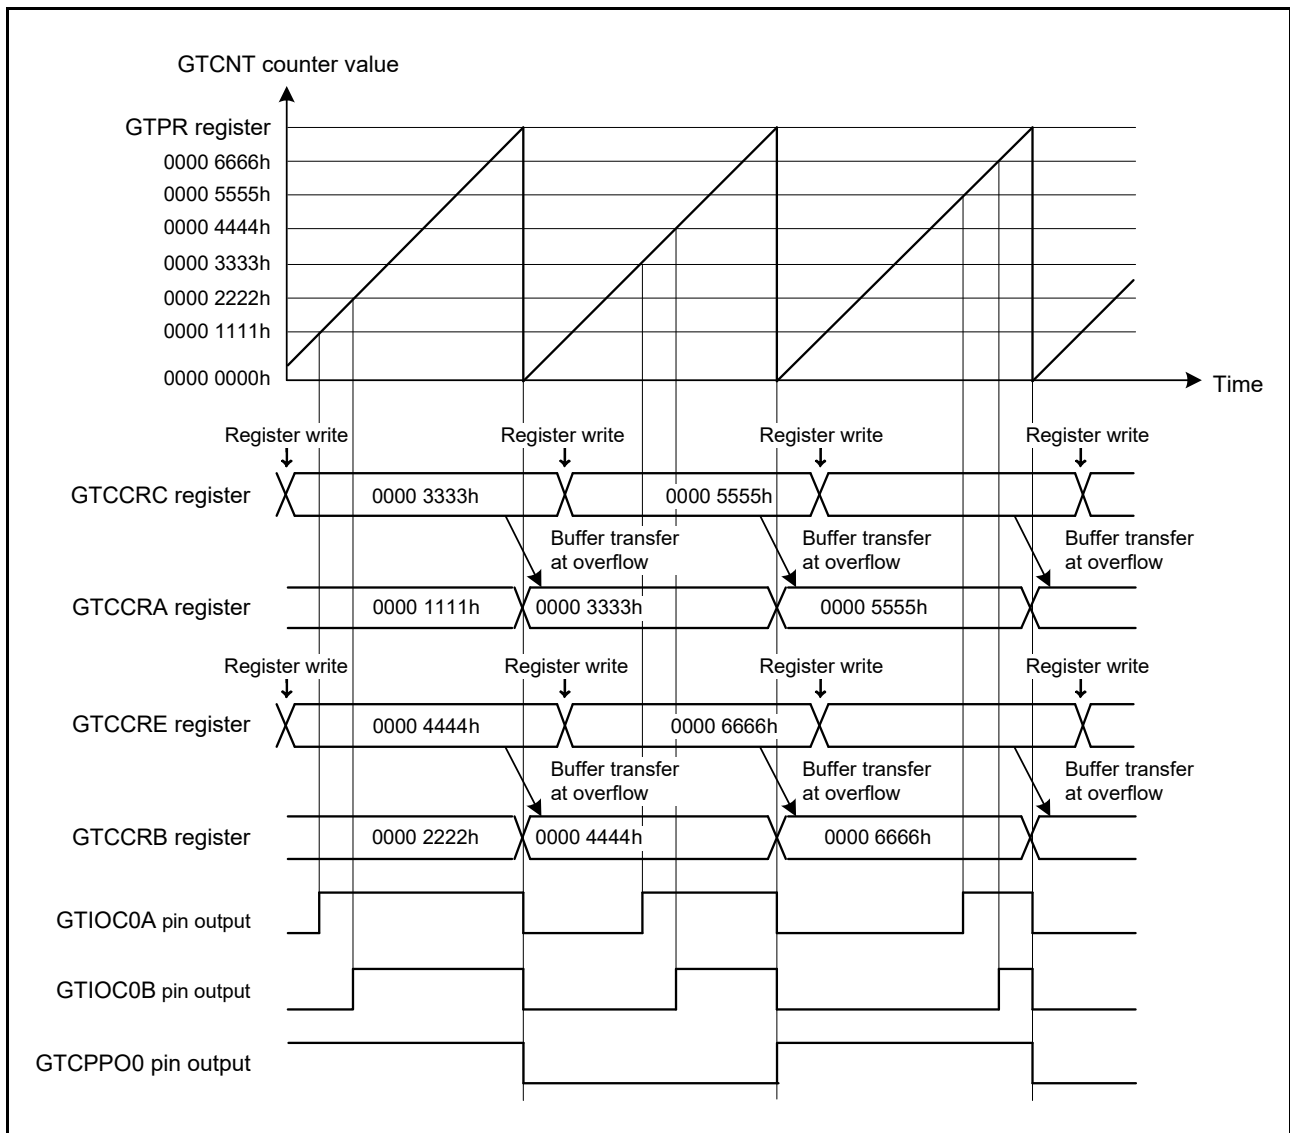 GTCNT counter value
GTPR register
0000 6666h
0000 5555h
0000 4444h
0000 3333h
0000 2222h
0000 1111h
0000 0000h
Time
Register write Register write Register write Register write
GTCCRC register 0000 3333h 0000 5555h
Buffer transfer Buffer transfer Buffer transfer
at overflow at overflow at overflow
GTCCRA register 0000 1111h 0000 3333h 0000 5555h
Register write Register write Register write Register write
GTCCRE register 0000 4444h 0000 6666h
Buffer transfer Buffer transfer Buffer transfer
at overflow at overflow at overflow
GTCCRB register 0000 2222h 0000 4444h 0000 6666h
GTIOC0A pin output
GTIOC0B pin output
GTCPPO0 pin output